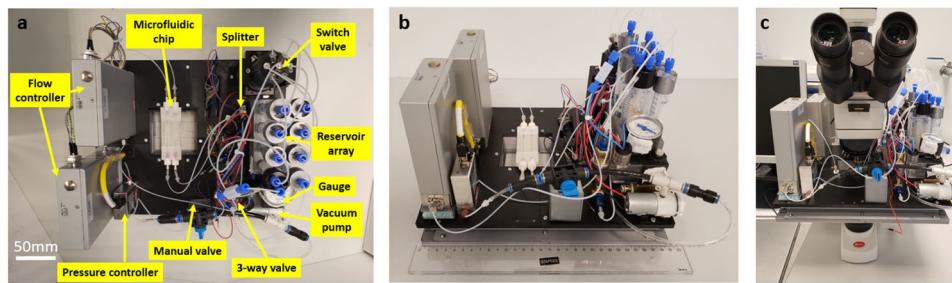 a
Microfluidic chip
Splitter
Switch valve
Flow controller
Reservoir array
Gauge
Vacuum pump
50mm
Manual valve
3-way valve
Pressure controller
b
c